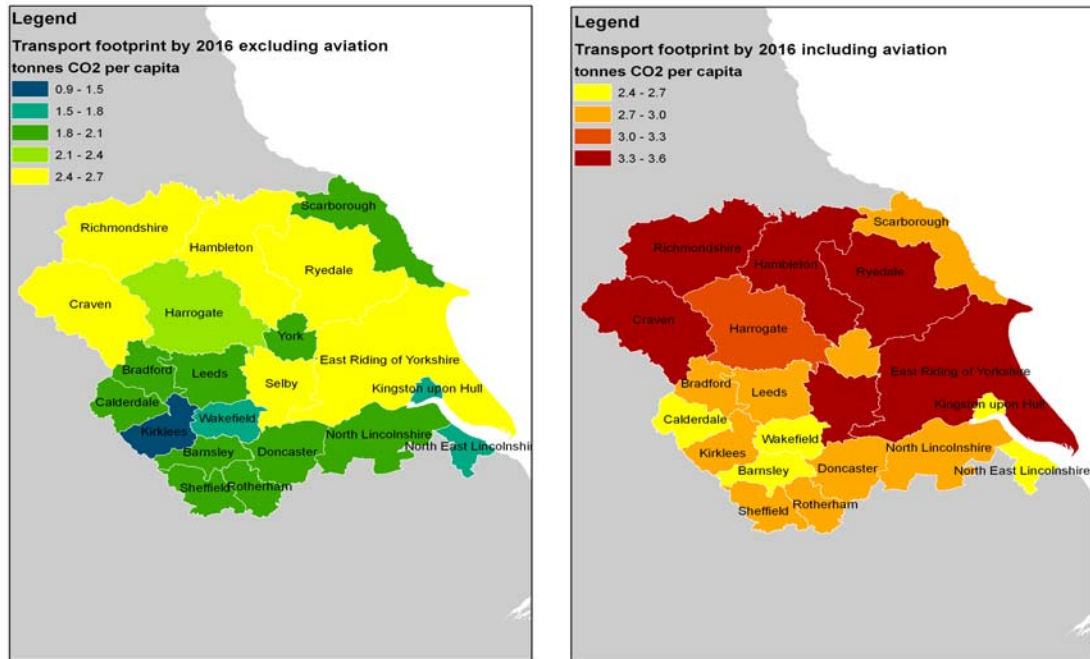 Legend
Transport footprint by 2016 excluding aviation
tonnes CO2 per capita
0.9 - 1.5
1.5 - 1.8
1.8 - 2.1
2.1 - 2.4
2.4 - 2.7
Scarborough
Richmondshire
Hambleton
Ryedale
Craven
Harrogate
York
East Riding of Yorkshire
Bradford
Leeds
Selby
Kingston upon Hull
Calderdale
Wakefield
Kirklees
North Lincolnshire
North East Lincolnshire
Barnsley
Doncaster
Sheffield
Rotherham
Legend
Transport footprint by 2016 including aviation
tonnes CO2 per capita
2.4 - 2.7
2.7 - 3.0
3.0 - 3.3
3.3 - 3.6
Scarborough
Richmondshire
Hambleton
Ryedale
Craven
Harrogate
East Riding of Yorkshire
Bradford
Leeds
Kingston upon Hull
Calderdale
Wakefield
Kirklees
North Lincolnshire
Barnsley
Doncaster
North East Lincolnshire
Sheffield
Rotherham